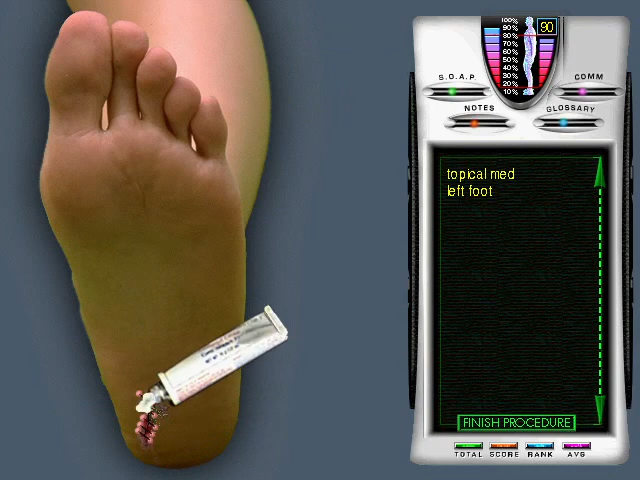 100%
90%
80%
70%
60%
50%
40%
30%
20%
10%
90
S.O.A.P.
COMM
NOTES
GLOSSARY
topical med
left foot
FINISH PROCEDURE
TOTAL SCORE RANK AVG